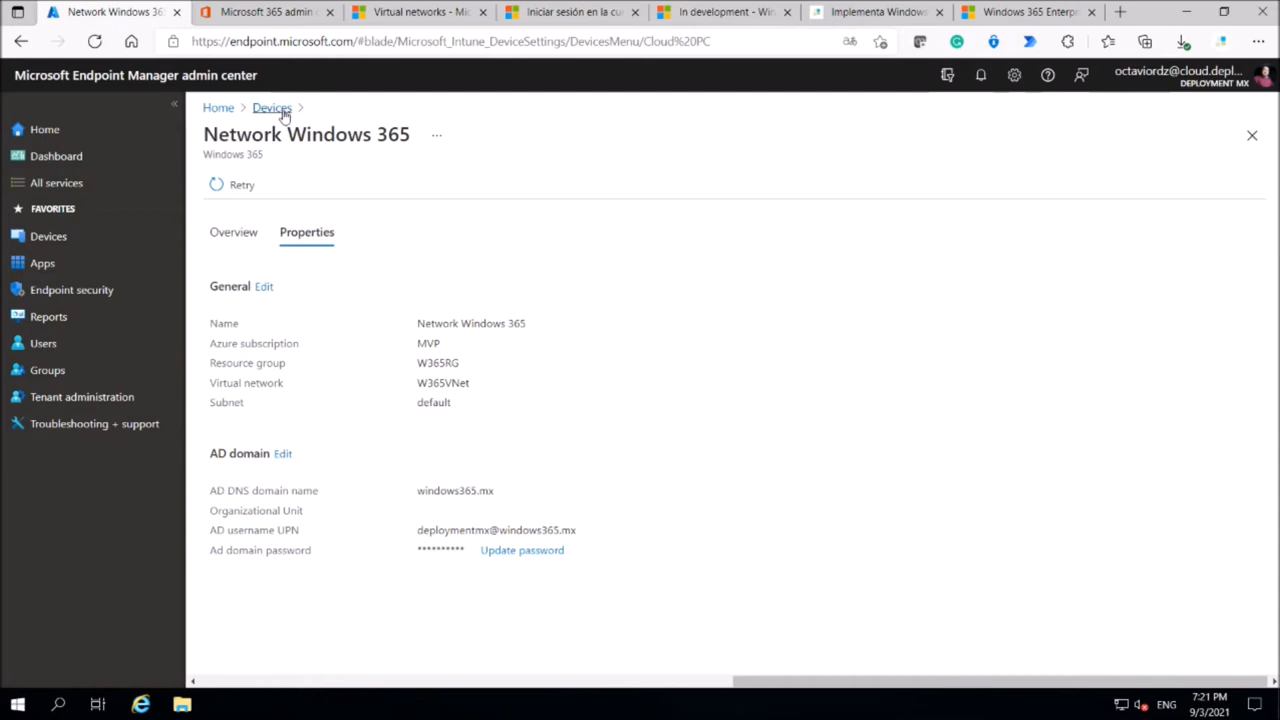 Network Windows 36
Microsoft 365 admin c
Virtual networks - Mic
Iniciar sesión en la cu
In development - Win
Implementa Windows
Windows 365 Enterp
https://endpoint.microsoft.com/#blade/Microsoft_Intune_DeviceSettings/DevicesMenu/Cloud%20PC
Microsoft Endpoint Manager admin center
octaviordz@cloud.depl...
DEPLOYMENT MX
Home > Devices >
Network Windows 365 ...
Windows 365
Retry
Overview Properties
General Edit
Name Network Windows 365
Azure subscription MVP
Resource group W365RG
Virtual network W365VNet
Subnet default
AD domain Edit
AD DNS domain name windows365.mx
Organizational Unit
AD username UPN deploymentmx@windows365.mx
Ad domain password ********** Update password
Home
Dashboard
All services
FAVORITES
Devices
Apps
Endpoint security
Reports
Users
Groups
Tenant administration
Troubleshooting + support
ENG
7:21 PM
9/3/2021